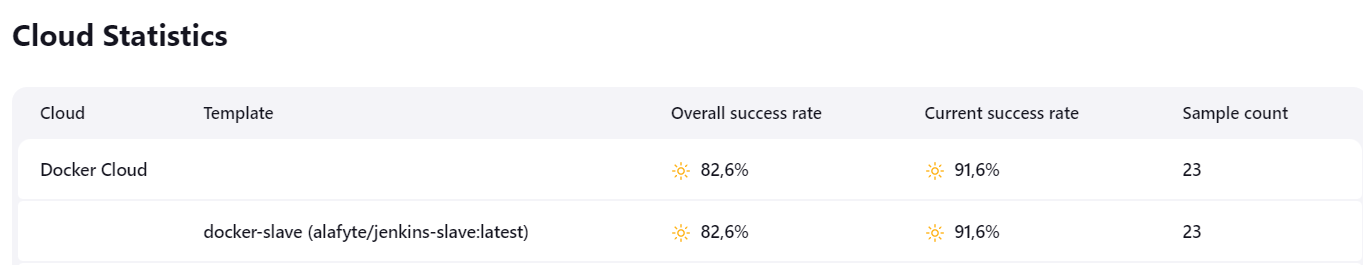 Cloud Statistics
Cloud Template Overall success rate Current success rate Sample count
Docker Cloud 82,6% 91,6% 23
docker-slave (alafyte/jenkins-slave:latest) 82,6% 91,6% 23